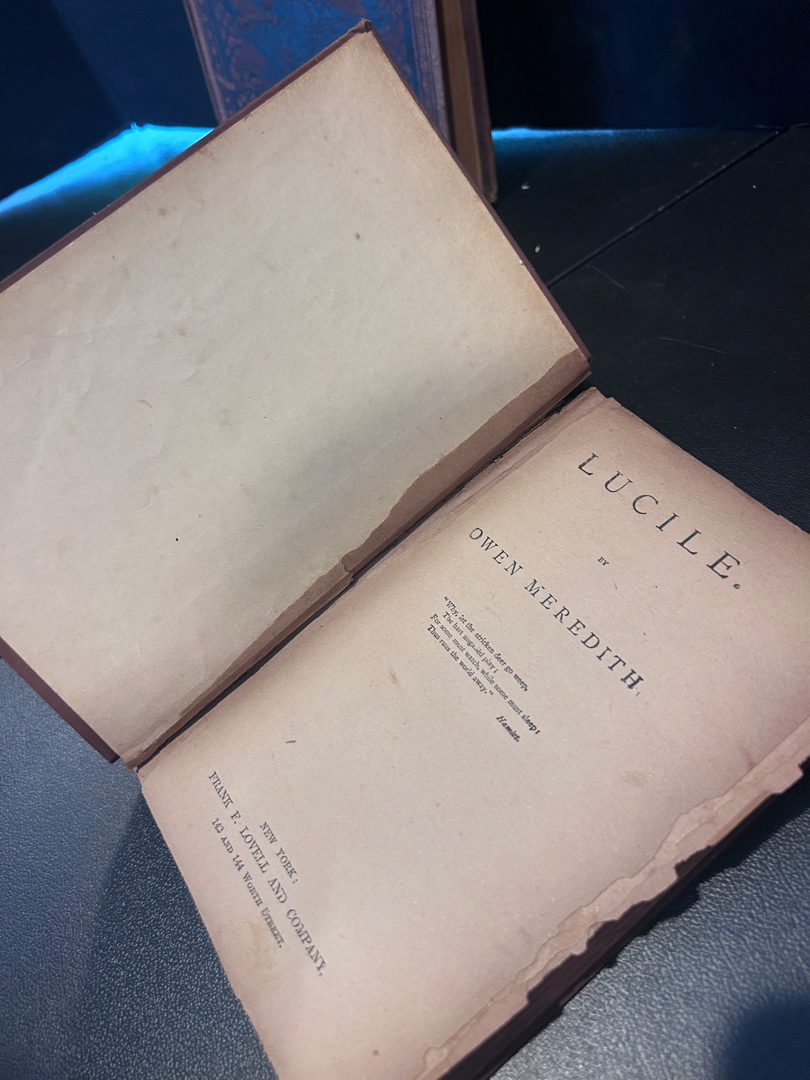 LUCILE.
BY
OWEN MEREDITH.
"Why, let the stricken deer go weep,
The hart ungalled play:
For some must watch, while some must sleep:
Thus runs the world away."
Hamlet.
NEW YORK:
FRANK F. LOVELL AND COMPANY,
142 AND 144 WORTH STREET.